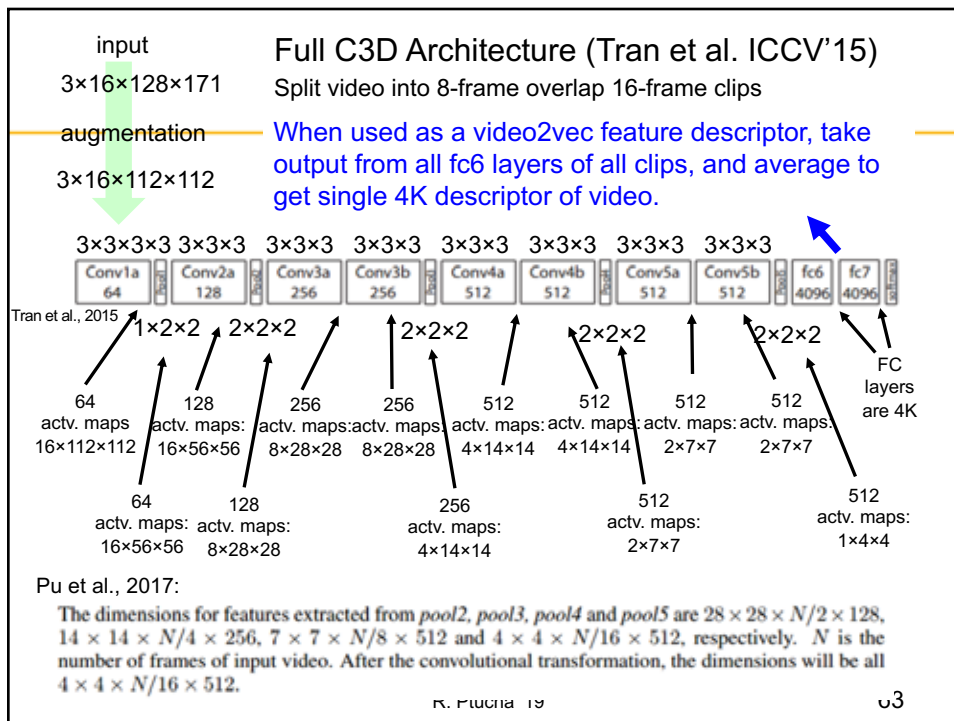 input
3×16×128×171
augmentation
3×16×112×112
Full C3D Architecture (Tran et al. ICCV'15)
Split video into 8-frame overlap 16-frame clips
When used as a video2vec feature descriptor, take
output from all fc6 layers of all clips, and average to
get single 4K descriptor of video.
3×3×3×3 3×3×3 3×3×3 3×3×3 3×3×3 3×3×3 3×3×3 3×3×3
Conv1a Pool1 Conv2a Pool2 Conv3a Conv3b Pool3 Conv4a Conv4b Pool4 Conv5a Conv5b Pool5 fc6 fc7 softmax
64 128 256 256 512 512 512 512 4096 4096
Tran et al., 2015
1×2×2 2×2×2 2×2×2 2×2×2 2×2×2
FC
layers
are 4K
64 128 256 256 512 512 512 512
actv. maps actv. maps: actv. maps: actv. maps: actv. maps: actv. maps: actv. maps: actv. maps:
16×112×112 16×56×56 8×28×28 8×28×28 4×14×14 4×14×14 2×7×7 2×7×7
64 128 256 512 512
actv. maps: actv. maps: actv. maps: actv. maps: actv. maps:
16×56×56 8×28×28 4×14×14 2×7×7 1×4×4
Pu et al., 2017:
The dimensions for features extracted from pool2, pool3, pool4 and pool5 are 28 × 28 × N/2 × 128,
14 × 14 × N/4 × 256, 7 × 7 × N/8 × 512 and 4 × 4 × N/16 × 512, respectively. N is the
number of frames of input video. After the convolutional transformation, the dimensions will be all
4 × 4 × N/16 × 512.
R. Ptucha '19
63